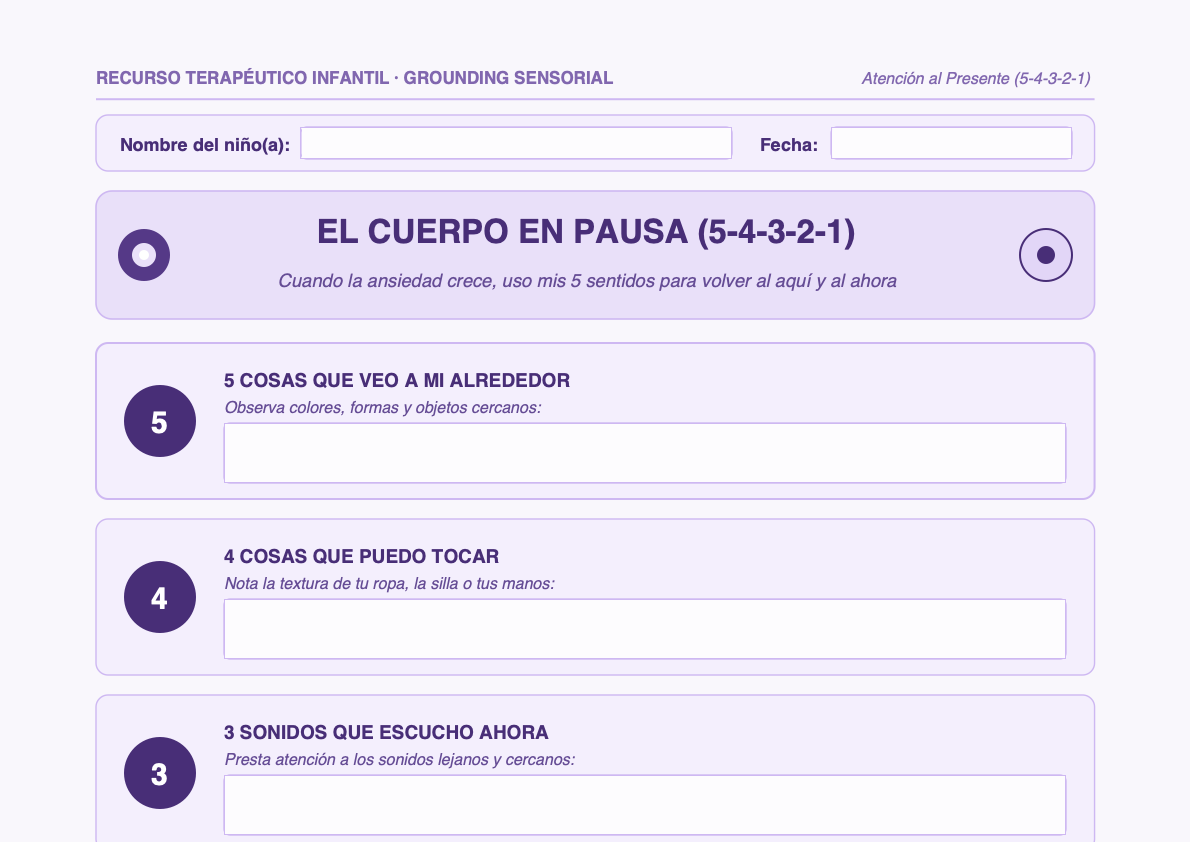 RECURSO TERAPÉUTICO INFANTIL · GROUNDING SENSORIAL
Atención al Presente (5-4-3-2-1)
Nombre del niño(a):
Fecha:
EL CUERPO EN PAUSA (5-4-3-2-1)
Cuando la ansiedad crece, uso mis 5 sentidos para volver al aquí y al ahora
5 COSAS QUE VEO A MI ALREDEDOR
Observa colores, formas y objetos cercanos:
5
4 COSAS QUE PUEDO TOCAR
Nota la textura de tu ropa, la silla o tus manos:
4
3 SONIDOS QUE ESCUCHO AHORA
Presta atención a los sonidos lejanos y cercanos:
3